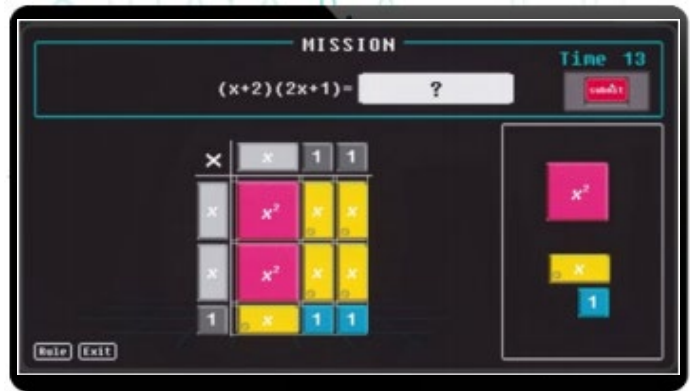 MISSION
Time 13
(x+2)(2x+1)= ?
submit
× x 1 1
x x² x x
x² 
x x² x x
x
1
1 x 1 1
Rule Exit